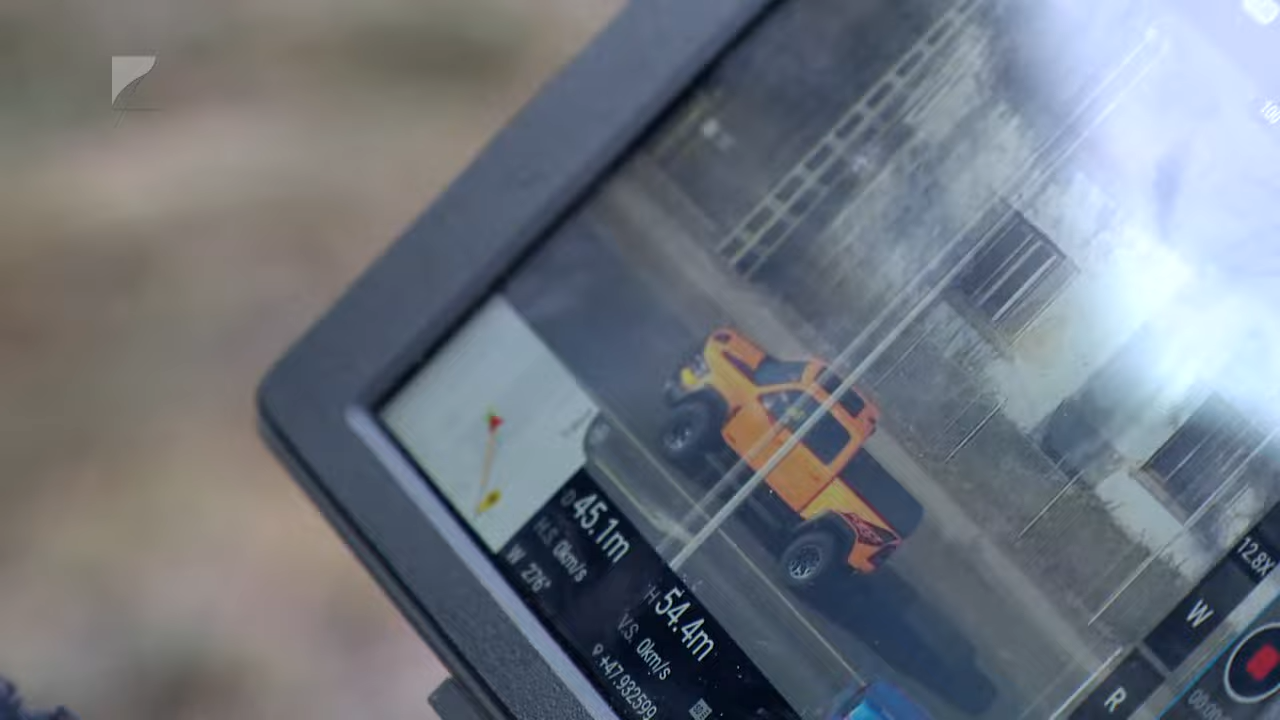 D 45.1m
H.S. 0km/s
W 276°
H 54.4m
V.S. 0km/s
+47.932599
12.8X
W
R